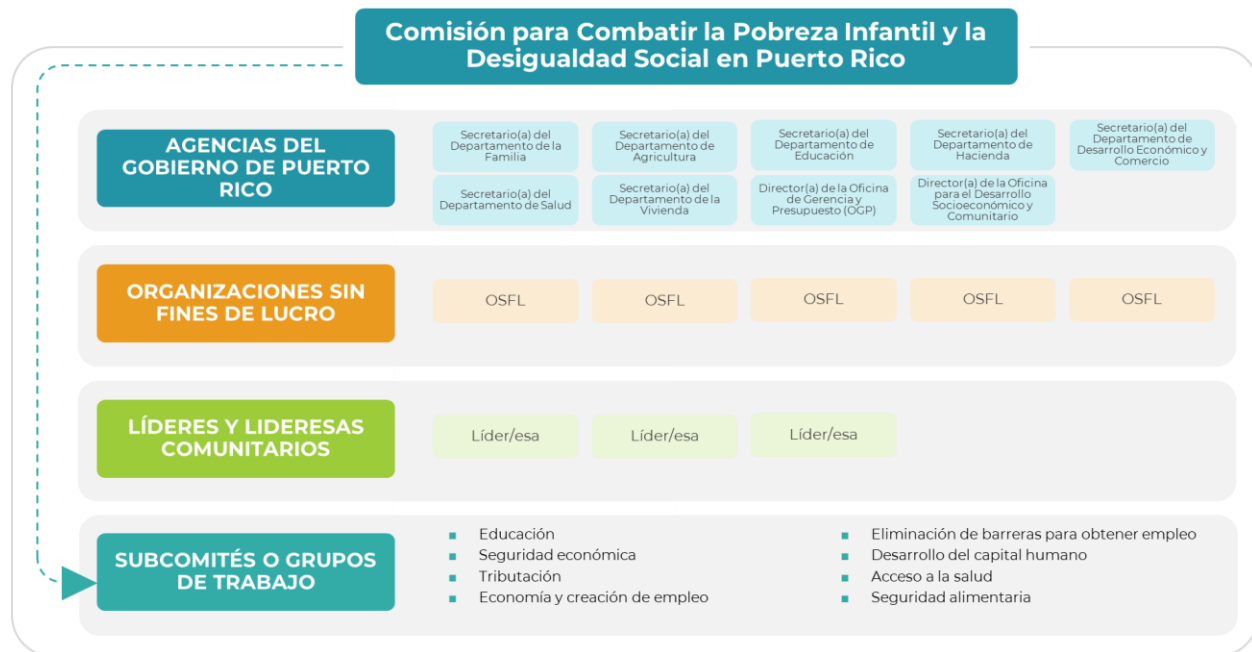 Comisión para Combatir la Pobreza Infantil y la
Desigualdad Social en Puerto Rico
AGENCIAS DEL
GOBIERNO DE PUERTO
RICO
Secretario(a) del
Departamento de la
Familia
Secretario(a) del
Departamento de
Agricultura
Secretario(a) del
Departamento de
Educación
Secretario(a) del
Departamento de
Hacienda
Secretario(a) del
Departamento de
Desarrollo Económico y
Comercio
Secretario(a) del
Departamento de Salud
Secretario(a) del
Departamento de la
Vivienda
Director(a) de la Oficina
de Gerencia y
Presupuesto (OGP)
Director(a) de la Oficina
para el Desarrollo
Socioeconómico y
Comunitario
ORGANIZACIONES SIN
FINES DE LUCRO
OSFL
OSFL
OSFL
OSFL
OSFL
LÍDERES Y LIDERESAS
COMUNITARIOS
Líder/esa
Líder/esa
Líder/esa
SUBCOMITÉS O GRUPOS
DE TRABAJO
Educación
Seguridad económica
Tributación
Economía y creación de empleo
Eliminación de barreras para obtener empleo
Desarrollo del capital humano
Acceso a la salud
Seguridad alimentaria